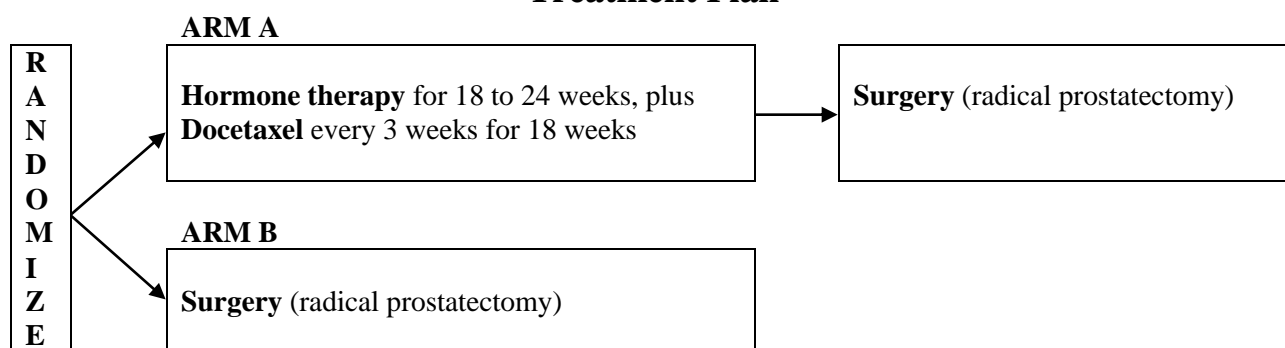 Treatment Plan
ARM A
RANDOMIZE
Hormone therapy for 18 to 24 weeks, plus
Docetaxel every 3 weeks for 18 weeks
Surgery (radical prostatectomy)
ARM B
Surgery (radical prostatectomy)